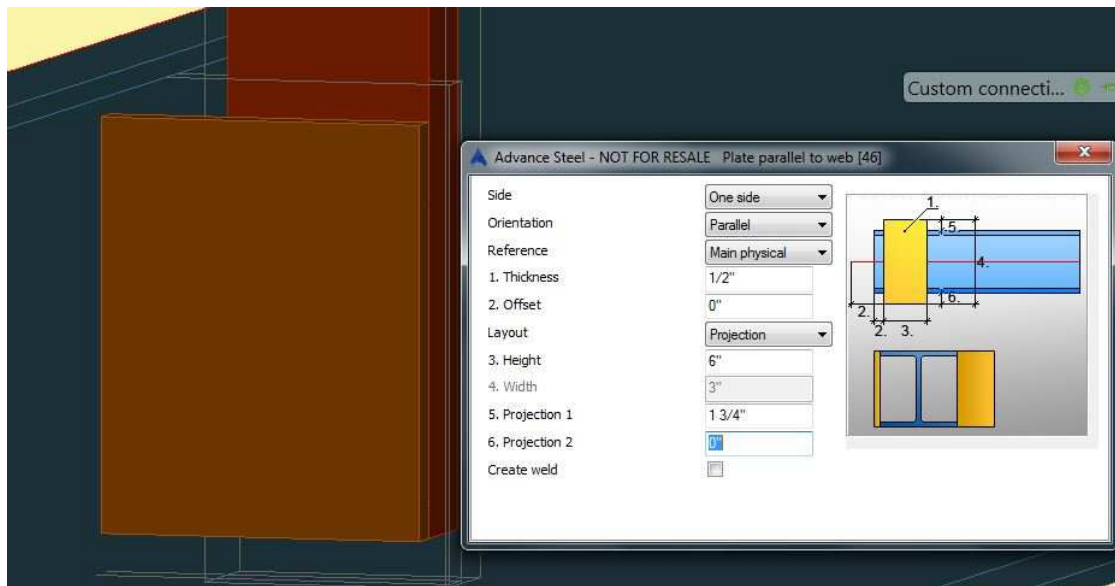 Custom connecti...
Advance Steel - NOT FOR RESALE Plate parallel to web [46]
Side One side
Orientation Parallel
Reference Main physical
1. Thickness 1/2"
2. Offset 0"
Layout Projection
3. Height 6"
4. Width 3"
5. Projection 1 1 3/4"
6. Projection 2 0"
Create weld
1.
5.
4.
6.
2.
2. 3.